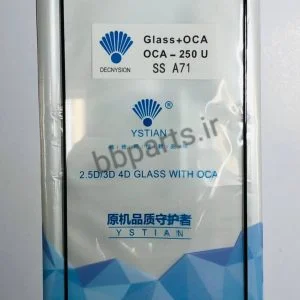 Glass+OCA
OCA-250 U
DECNYSION
SS A71
YSTIAN®
bbparts.ir
2.5D/3D 4D GLASS WITH OCA
原机品质守护者
YSTIAN